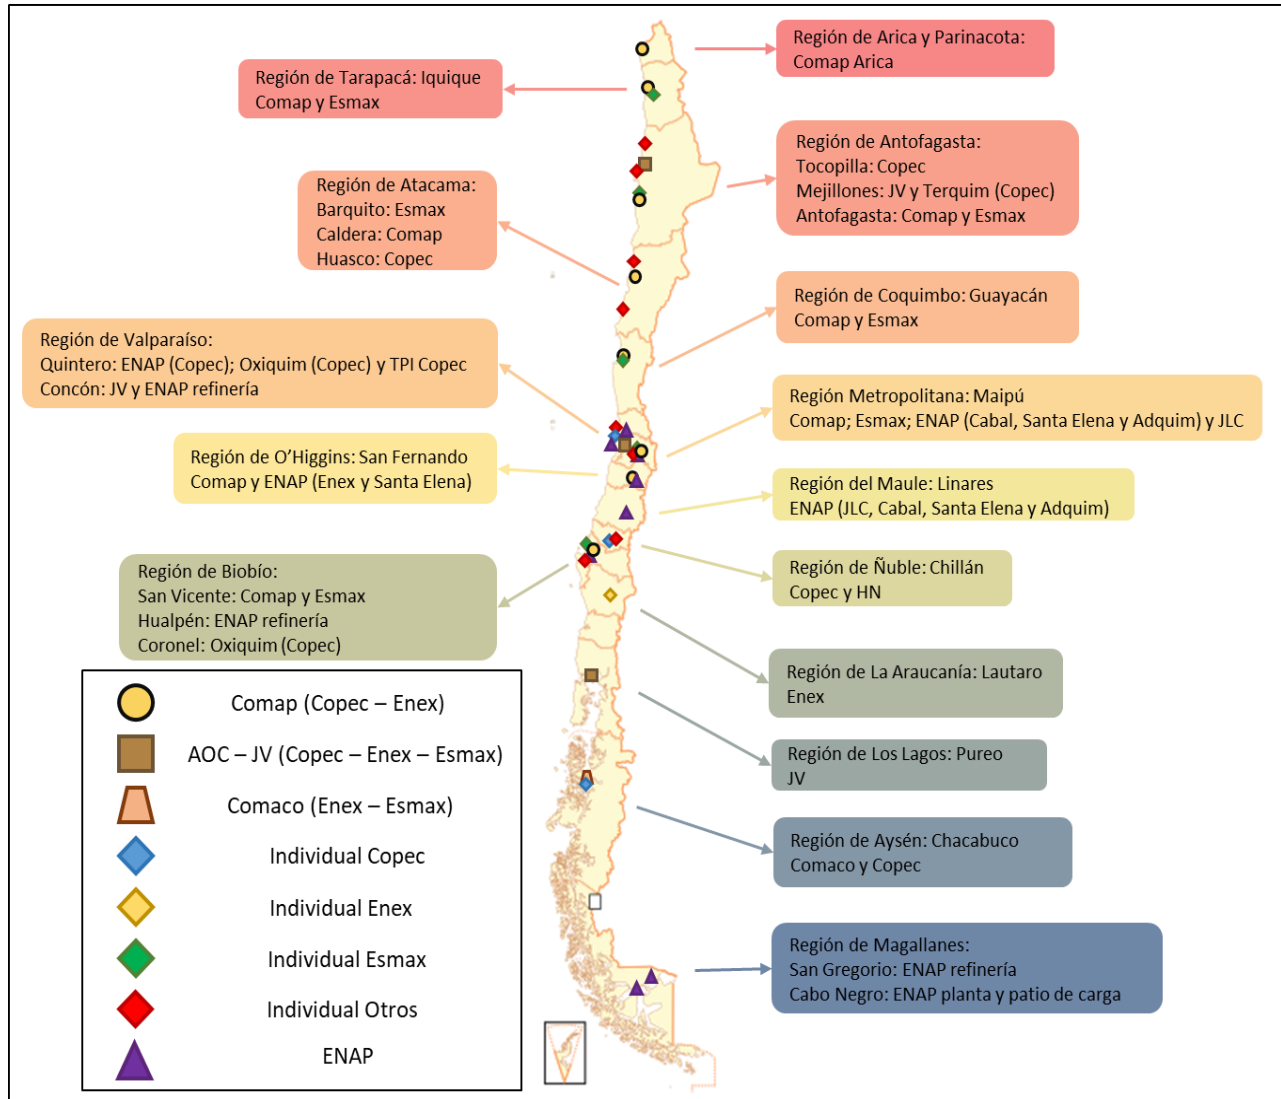 Región de Arica y Parinacota:
Comap Arica
Región de Tarapacá: Iquique
Comap y Esmax
Región de Antofagasta:
Tocopilla: Copec
Mejillones: JV y Terquim (Copec)
Antofagasta: Comap y Esmax
Región de Atacama:
Barquito: Esmax
Caldera: Comap
Huasco: Copec
Región de Coquimbo: Guayacán
Comap y Esmax
Región de Valparaíso:
Quintero: ENAP (Copec); Oxiquim (Copec) y TPI Copec
Concón: JV y ENAP refinería
Región Metropolitana: Maipú
Comap; Esmax; ENAP (Cabal, Santa Elena y Adquim) y JLC
Región de O’Higgins: San Fernando
Comap y ENAP (Enex y Santa Elena)
Región del Maule: Linares
ENAP (JLC, Cabal, Santa Elena y Adquim)
Región de Ñuble: Chillán
Copec y HN
Región de Biobío:
San Vicente: Comap y Esmax
Hualpén: ENAP refinería
Coronel: Oxiquim (Copec)
Región de La Araucanía: Lautaro
Enex
Región de Los Lagos: Pureo
JV
Región de Aysén: Chacabuco
Comaco y Copec
Región de Magallanes:
San Gregorio: ENAP refinería
Cabo Negro: ENAP planta y patio de carga
Comap (Copec – Enex)
AOC – JV (Copec – Enex – Esmax)
Comaco (Enex – Esmax)
Individual Copec
Individual Enex
Individual Esmax
Individual Otros
ENAP